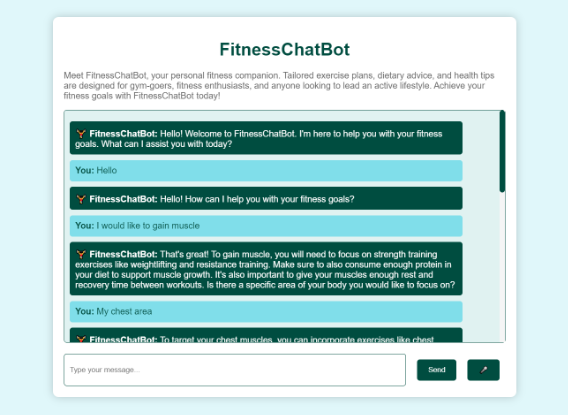 FitnessChatBot
Meet FitnessChatBot, your personal fitness companion. Tailored exercise plans, dietary advice, and health tips
are designed for gym-goers, fitness enthusiasts, and anyone looking to lead an active lifestyle. Achieve your
fitness goals with FitnessChatBot today!
FitnessChatBot: Hello! Welcome to FitnessChatBot. I'm here to help you with your fitness
goals. What can I assist you with today?
You: Hello
FitnessChatBot: Hello! How can I help you with your fitness goals?
You: I would like to gain muscle
FitnessChatBot: That's great! To gain muscle, you will need to focus on strength training
exercises like weightlifting and resistance training. Make sure to also consume enough protein in
your diet to support muscle growth. It's also important to give your muscles enough rest and
recovery time between workouts. Is there a specific area of your body you would like to focus on?
You: My chest area
FitnessChatBot: To target your chest muscles, you can incorporate exercises like chest
Type your message...
Send